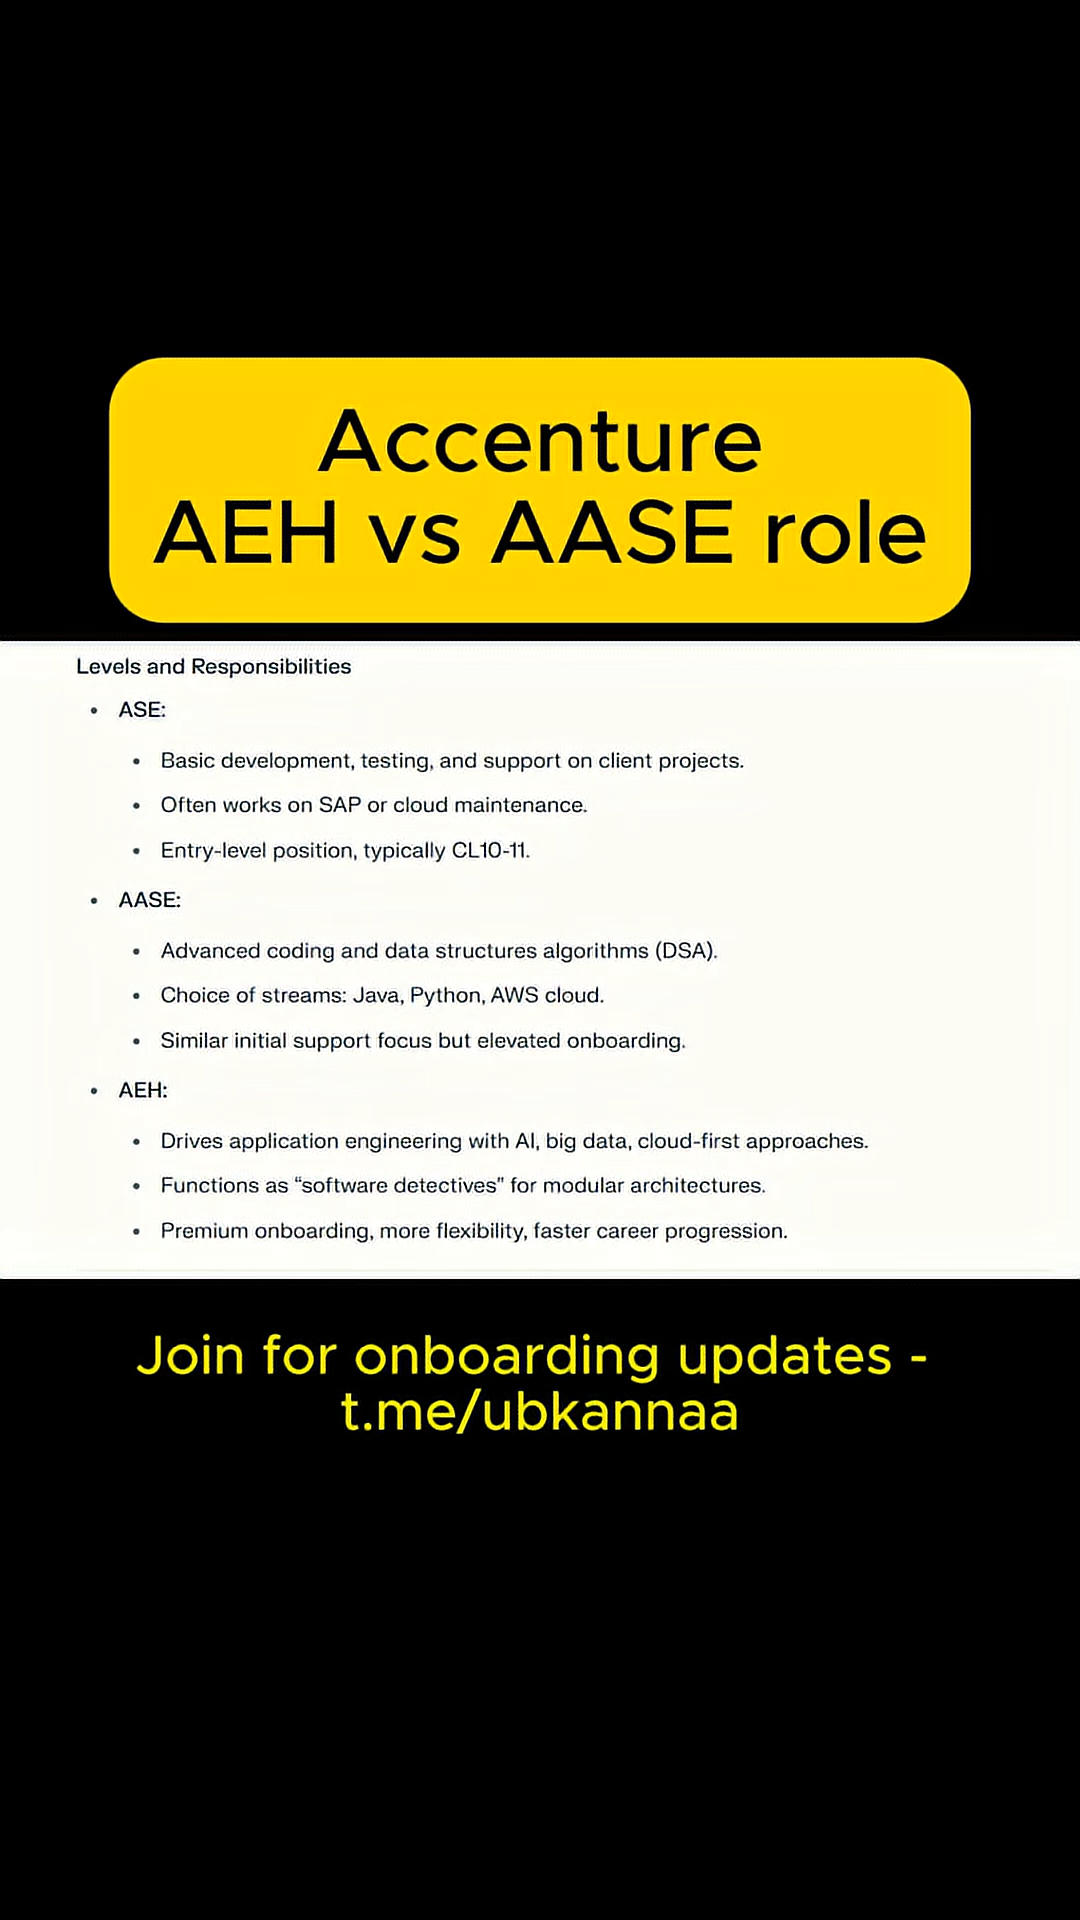 Accenture
AEH vs AASE role
Levels and Responsibilities
• ASE:
• Basic development, testing, and support on client projects.
• Often works on SAP or cloud maintenance.
• Entry-level position, typically CL10-11.
• AASE:
• Advanced coding and data structures algorithms (DSA).
• Choice of streams: Java, Python, AWS cloud.
• Similar initial support focus but elevated onboarding.
• AEH:
• Drives application engineering with AI, big data, cloud-first approaches.
• Functions as “software detectives” for modular architectures.
• Premium onboarding, more flexibility, faster career progression.
Join for onboarding updates -
t.me/ubkannaa